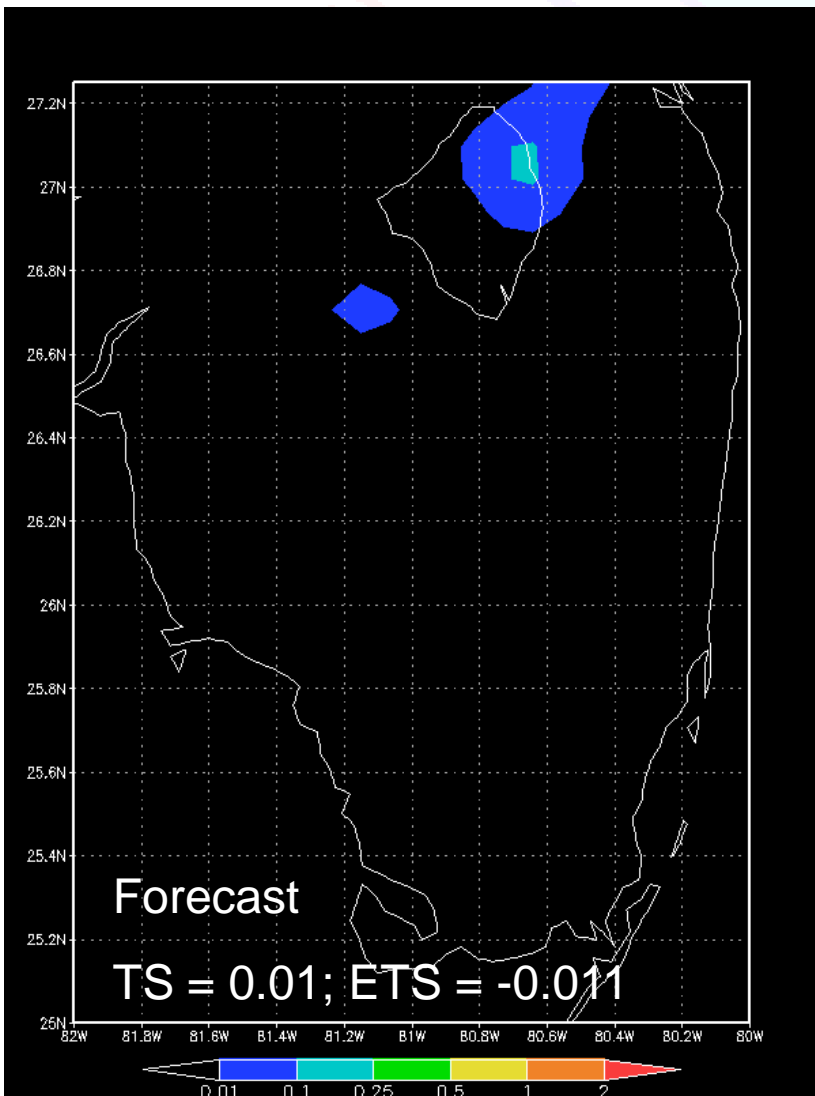 27.2N
27N
26.8N
26.6N
26.4N
26.2N
26N
25.8N
25.6N
25.4N
Forecast
25.2N
TS = 0.01; ETS = -0.011
25N
82W 81.8W 81.6W 81.4W 81.2W 81W 80.8W 80.6W 80.4W 80.2W 80W
0.01 0.1 0.25 0.5 1 2